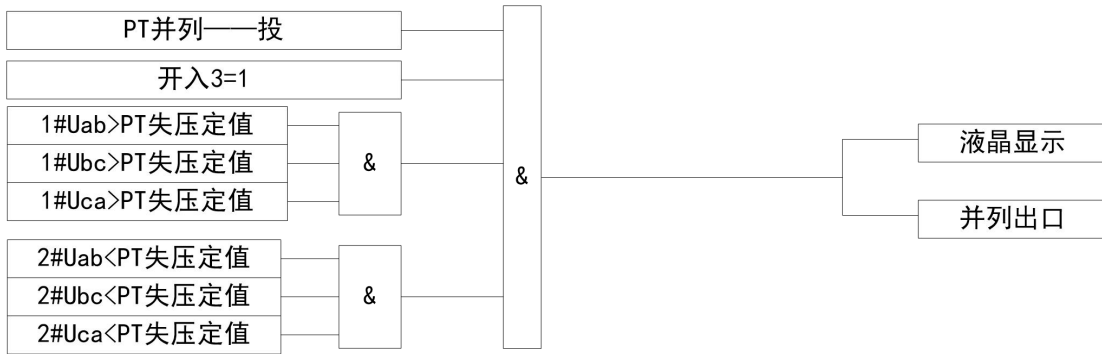 PT并列——投
开入3=1
1#Uab>PT失压定值
1#Ubc>PT失压定值
1#Uca>PT失压定值
&
2#Uab<PT失压定值
2#Ubc<PT失压定值
2#Uca<PT失压定值
&
&
液晶显示
并列出口